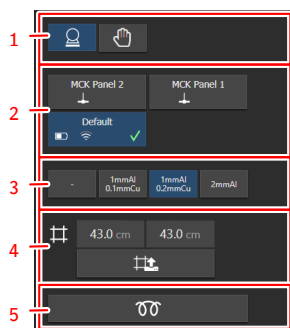 1
2
MCK Panel 2
MCK Panel 1
Default
3
-
1mmAl
0.1mmCu
1mmAl
0.2mmCu
2mmAl
4
43.0 cm
43.0 cm
5